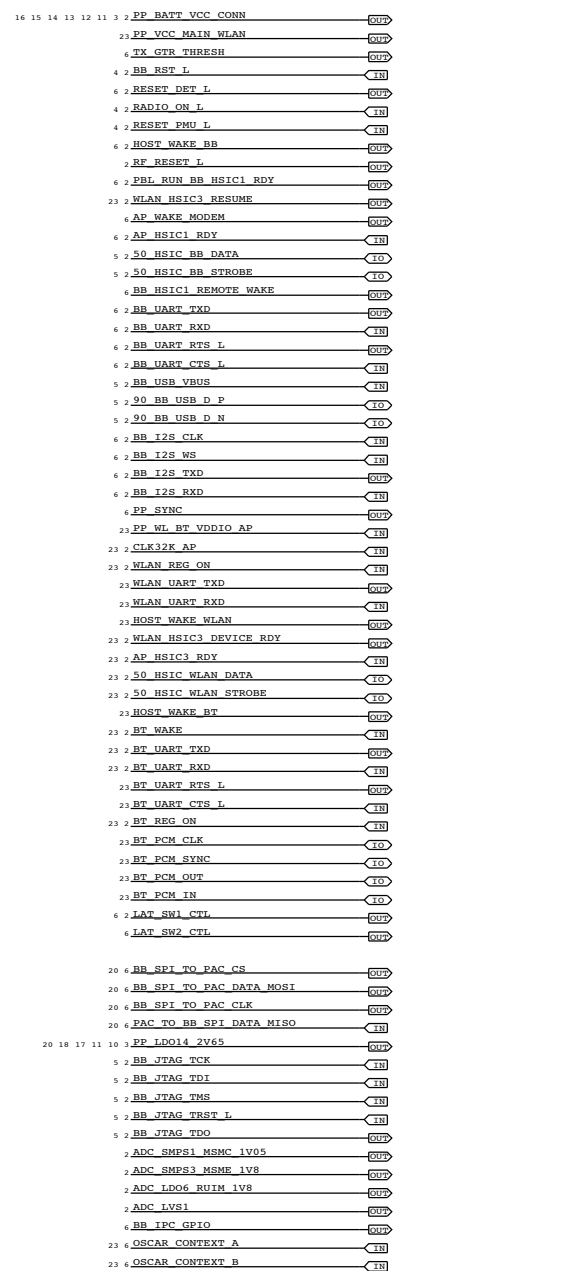 16 15 14 13 12 11 3 2 PP_BATT_VCC_CONN OUT
23 PP_VCC_MAIN_WLAN OUT
6 TX_GTR_THRESH OUT
4 2 BB_RST_L IN
6 2 RESET_DET_L OUT
4 2 RADIO_ON_L IN
4 2 RESET_PMU_L IN
6 2 HOST_WAKE_BB OUT
2 RF_RESET_L OUT
6 2 PBL_RUN_BB_HSIC1_RDY OUT
23 2 WLAN_HSIC3_RESUME OUT
6 AP_WAKE_MODEM OUT
6 2 AP_HSIC1_RDY IN
5 2 50_HSIC_BB_DATA IO
5 2 50_HSIC_BB_STROBE IO
6 BB_HSIC1_REMOTE_WAKE OUT
6 2 BB_UART_TXD OUT
6 2 BB_UART_RXD IN
6 2 BB_UART_RTS_L OUT
6 2 BB_UART_CTS_L IN
5 2 BB_USB_VBUS IN
5 2 90_BB_USB_D_P IO
5 2 90_BB_USB_D_N IO
6 2 BB_I2S_CLK IN
6 2 BB_I2S_WS IN
6 2 BB_I2S_TXD OUT
6 2 BB_I2S_RXD IN
6 PP_SYNC OUT
23 PP_WL_BT_VDDIO_AP IN
23 2 CLK32K_AP IN
23 2 WLAN_REG_ON IN
23 WLAN_UART_TXD OUT
23 WLAN_UART_RXD IN
23 HOST_WAKE_WLAN OUT
23 2 WLAN_HSIC3_DEVICE_RDY OUT
23 2 AP_HSIC3_RDY IN
23 2 50_HSIC_WLAN_DATA IO
23 2 50_HSIC_WLAN_STROBE IO
23 HOST_WAKE_BT OUT
23 2 BT_WAKE IN
23 2 BT_UART_TXD OUT
23 2 BT_UART_RXD IN
23 BT_UART_RTS_L OUT
23 BT_UART_CTS_L IN
23 2 BT_REG_ON IN
23 BT_PCM_CLK IO
23 BT_PCM_SYNC IO
23 BT_PCM_OUT IO
23 BT_PCM_IN IO
6 2 LAT_SW1_CTL OUT
6 LAT_SW2_CTL OUT
20 6 BB_SPI_TO_PAC_CS OUT
20 6 BB_SPI_TO_PAC_DATA_MOSI OUT
20 6 BB_SPI_TO_PAC_CLK OUT
20 6 PAC_TO_BB_SPI_DATA_MISO IN
20 18 17 11 10 3 PP_LDO14_2V65 OUT
5 2 BB_JTAG_TCK IN
5 2 BB_JTAG_TDI IN
5 2 BB_JTAG_TMS IN
5 2 BB_JTAG_TRST_L IN
5 2 BB_JTAG_TDO OUT
2 ADC_SMPS1_MSMC_1V05 OUT
2 ADC_SMPS3_MSME_1V8 OUT
2 ADC_LDO6_RUIM_1V8 OUT
2 ADC_LVS1 OUT
6 BB_IPC_GPIO OUT
23 6 OSCAR_CONTEXT_A IN
23 6 OSCAR_CONTEXT_B IN